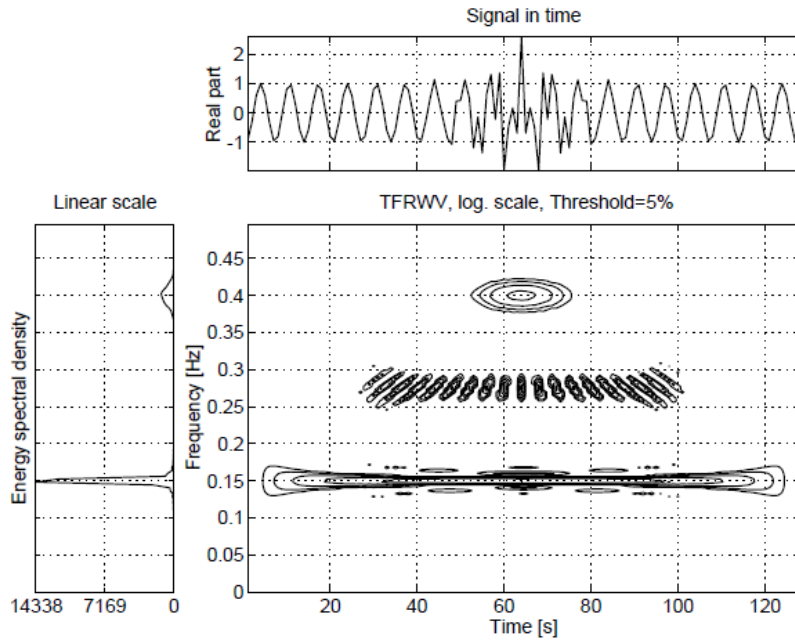 Signal in time
Real part
2
1
0
-1
Linear scale
Energy spectral density
14338 7169 0
TFRWV, log. scale, Threshold=5%
Frequency [Hz]
0.45
0.4
0.35
0.3
0.25
0.2
0.15
0.1
0.05
0
20 40 60 80 100 120
Time [s]